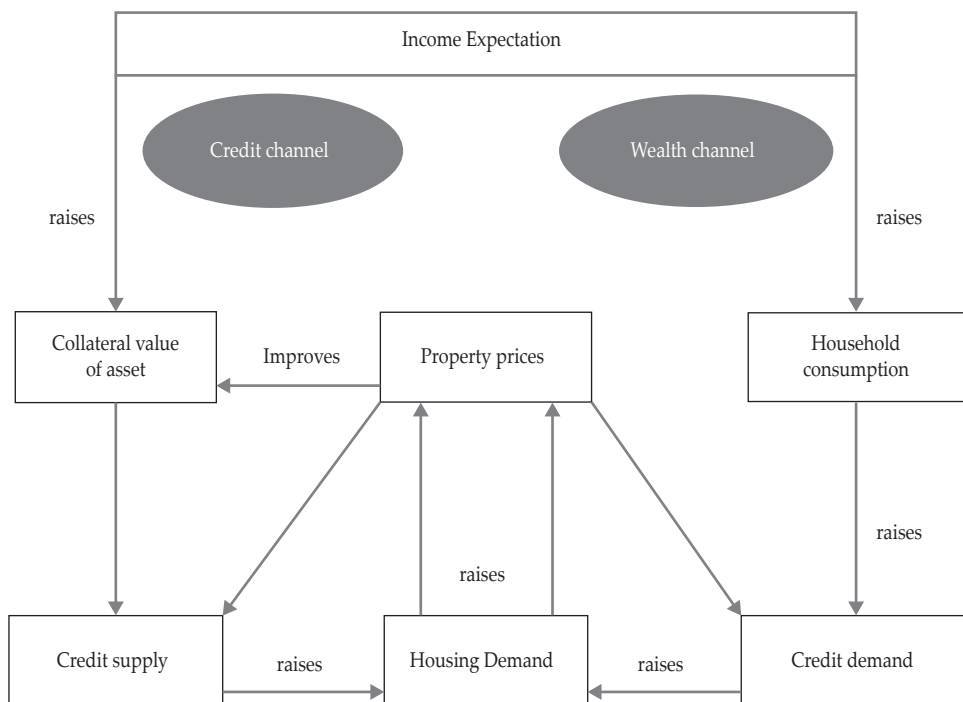 Income Expectation
Credit channel
Wealth channel
raises
raises
Collateral value
of asset
Improves
Property prices
Household
consumption
raises
raises
Credit supply
raises
Housing Demand
raises
Credit demand